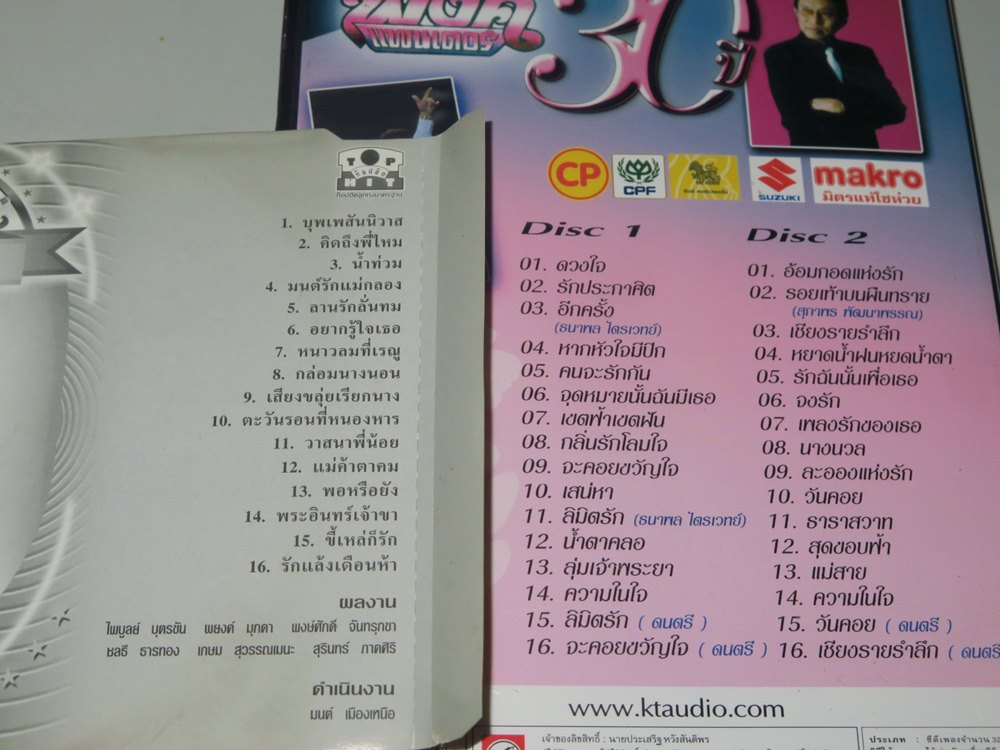 แพนเตอร์
30
ปี
CP
CPF
SUZUKI
makro
มิตรแท้โชห่วย
TOP
HIT
1. บุพเพสันนิวาส
2. คิดถึงพี่ไหม
3. น้ำท่วม
4. มนต์รักแม่กลอง
5. ลานรักลั่นทม
6. อยากรู้ใจเธอ
7. หนาวลมที่เรณู
8. กล่อมนางนอน
9. เสียงขลุ่ยเรียกนาง
10. ตะวันรอนที่หนองหาร
11. วาสนาพี่น้อย
12. แม่ค้าตาคม
13. พอหรือยัง
14. พระอินทร์เจ้าขา
15. ขี้เหล่ก็รัก
16. รักแล้งเดือนห้า
ผลงาน
ไพบูลย์ บุตรขัน พยงค์ มุกดา พงษ์ศักดิ์ จันทรุกขา
ชลธี ธารทอง เกษม สุวรรณเมนะ สุรินทร์ ภาคศิริ
ดำเนินงาน
มนต์ เมืองเหนือ
Disc 1
01. ดวงใจ
02. รักประกาศิต
03. อีกครั้ง
(ธนาพล ไตรเวทย์)
04. หากหัวใจมีปีก
05. คนจะรักกัน
06. จุดหมายนั้นฉันมีเธอ
07. เขตฟ้าเขตฝัน
08. กลิ่นรักโลมใจ
09. จะคอยขวัญใจ
10. เสน่หา
11. ลิมิตรัก (ธนาพล ไตรเวทย์)
12. น้ำตาคลอ
13. ลุ่มเจ้าพระยา
14. ความในใจ
15. ลิมิตรัก ( ดนตรี )
16. จะคอยขวัญใจ ( ดนตรี )
Disc 2
01. อ้อมกอดแห่งรัก
02. รอยเท้าบนผืนทราย
(สุภาพร พัฒนาพรรณ)
03. เชียงรายรำลึก
04. หยาดน้ำฝนหยดน้ำตา
05. รักฉันนั้นเพื่อเธอ
06. จงรัก
07. เพลงรักของเธอ
08. นางนวล
09. ละอองแห่งรัก
10. วันคอย
11. ธาราสวาท
12. สุดขอบฟ้า
13. แม่สาย
14. ความในใจ
15. วันคอย ( ดนตรี )
16. เชียงรายรำลึก ( ดนตรี
www.ktaudio.com
เจ้าของลิขสิทธิ์ : นายประเสริฐ หวังสันติพร
ประเภท : ซีดีเพลงจำนวน 32